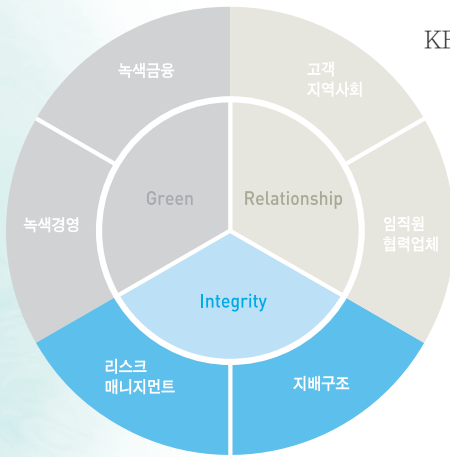 KB
녹색금융
고객
지역사회
녹색경영
Green
Relationship
임직원
협력업체
Integrity
리스크
매니지먼트
지배구조